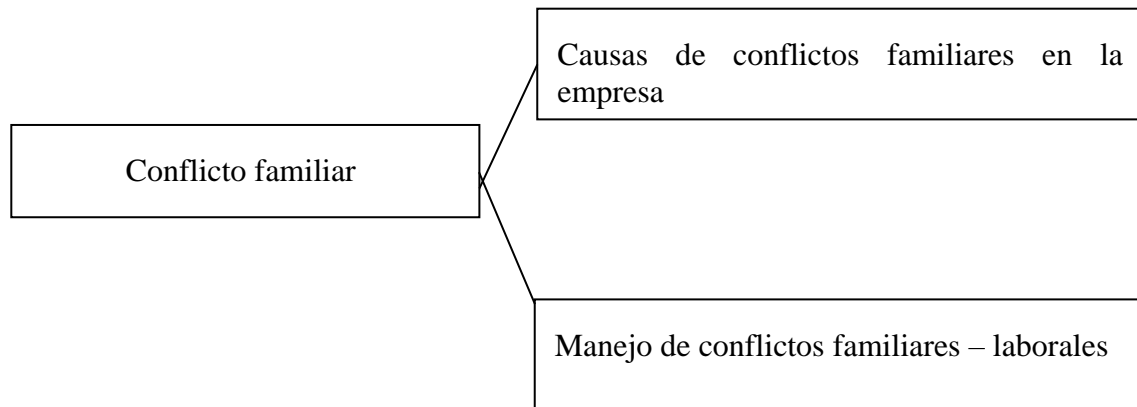 Causas de conflictos familiares en la
empresa
Conflicto familiar
Manejo de conflictos familiares – laborales